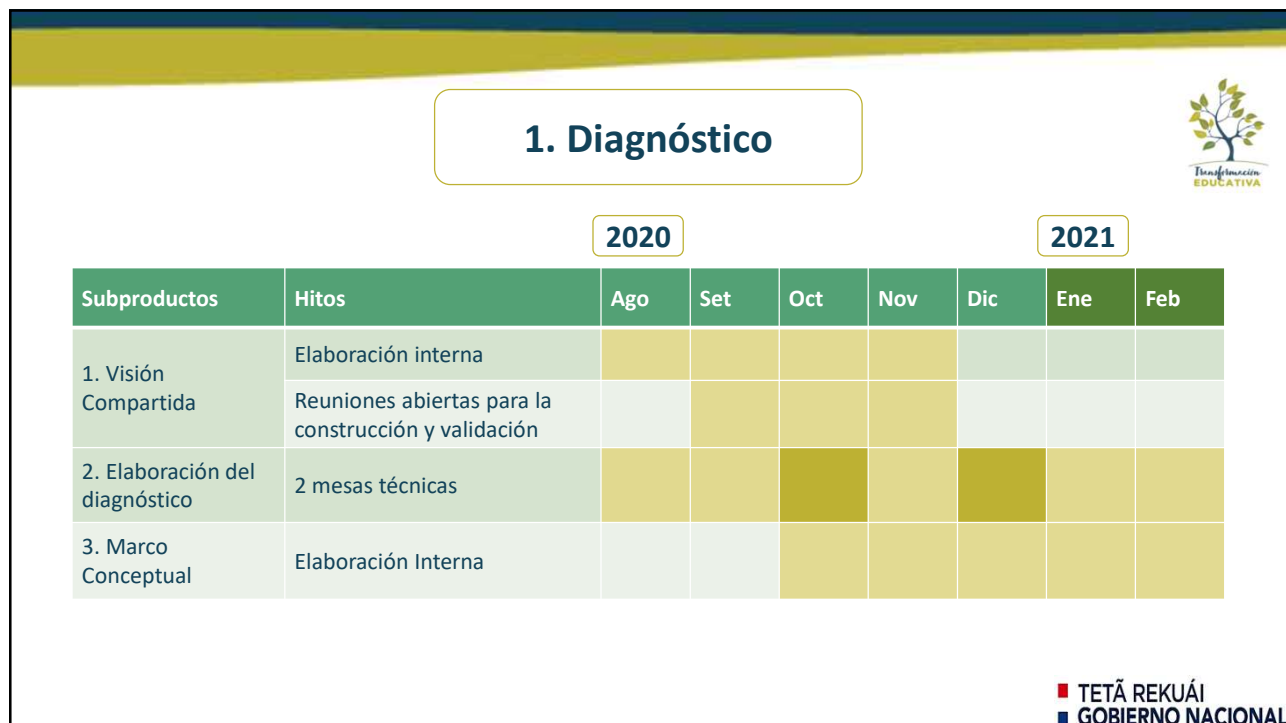 1. Diagnóstico
Transformación
EDUCATIVA
2020
2021
Subproductos Hitos Ago Set Oct Nov Dic Ene Feb
1. Visión
Compartida
Elaboración interna
Reuniones abiertas para la
construcción y validación
2. Elaboración del
diagnóstico
2 mesas técnicas
3. Marco
Conceptual
Elaboración Interna
TETÃ REKUÁI
GOBIERNO NACIONAL